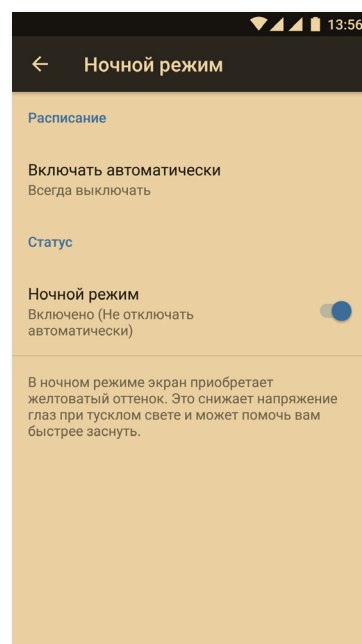 13:56
Ночной режим
Расписание
Включать автоматически
Всегда выключать
Статус
Ночной режим
Включено (Не отключать
автоматически)
В ночном режиме экран приобретает
желтоватый оттенок. Это снижает напряжение
глаз при тусклом свете и может помочь вам
быстрее заснуть.